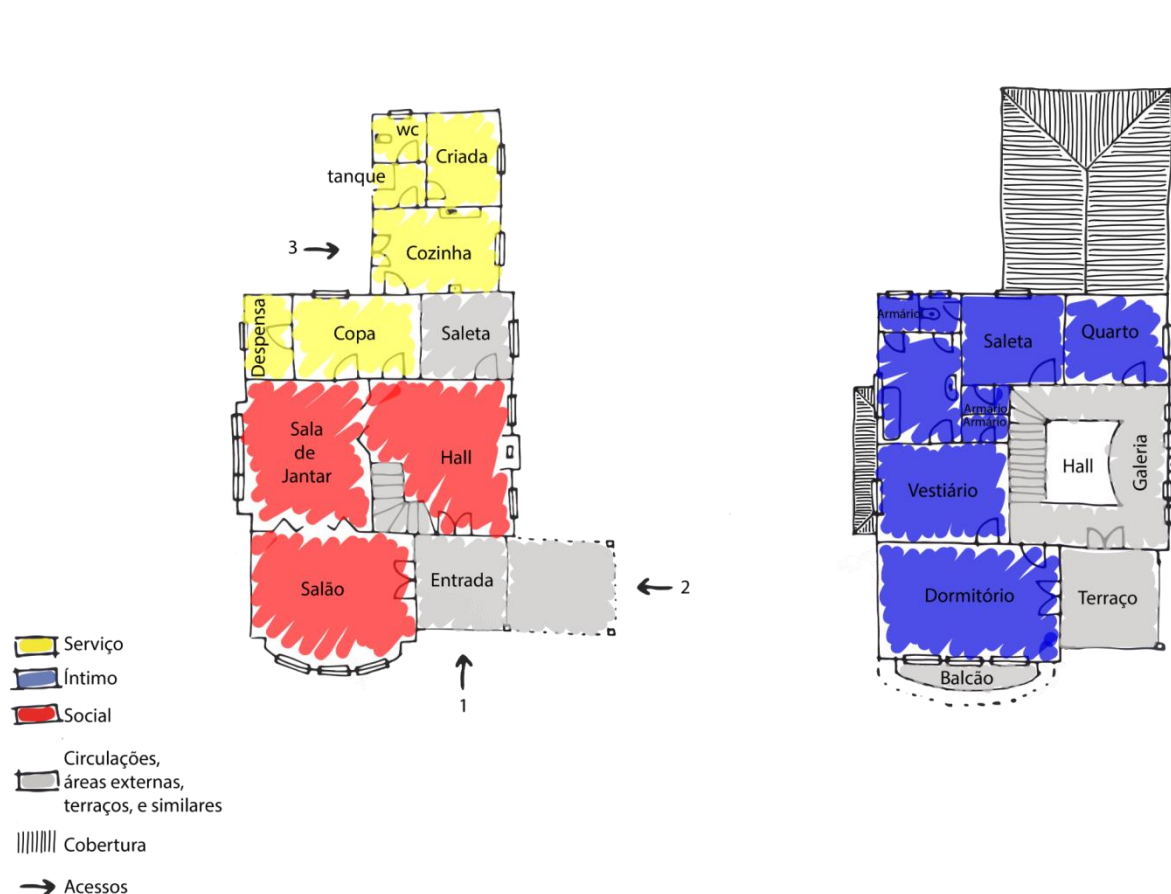 wc
Criada
tanque
3
Cozinha
Despensa
Copa
Saleta
Sala
de
Jantar
Hall
Salão
Entrada
2
1
Armário
Saleta
Quarto
Armário
Armário
Hall
Galeria
Vestiário
Dormitório
Terraço
Balcão
Serviço
Íntimo
Social
Circulações,
áreas externas,
terraços, e similares
Cobertura
Acessos